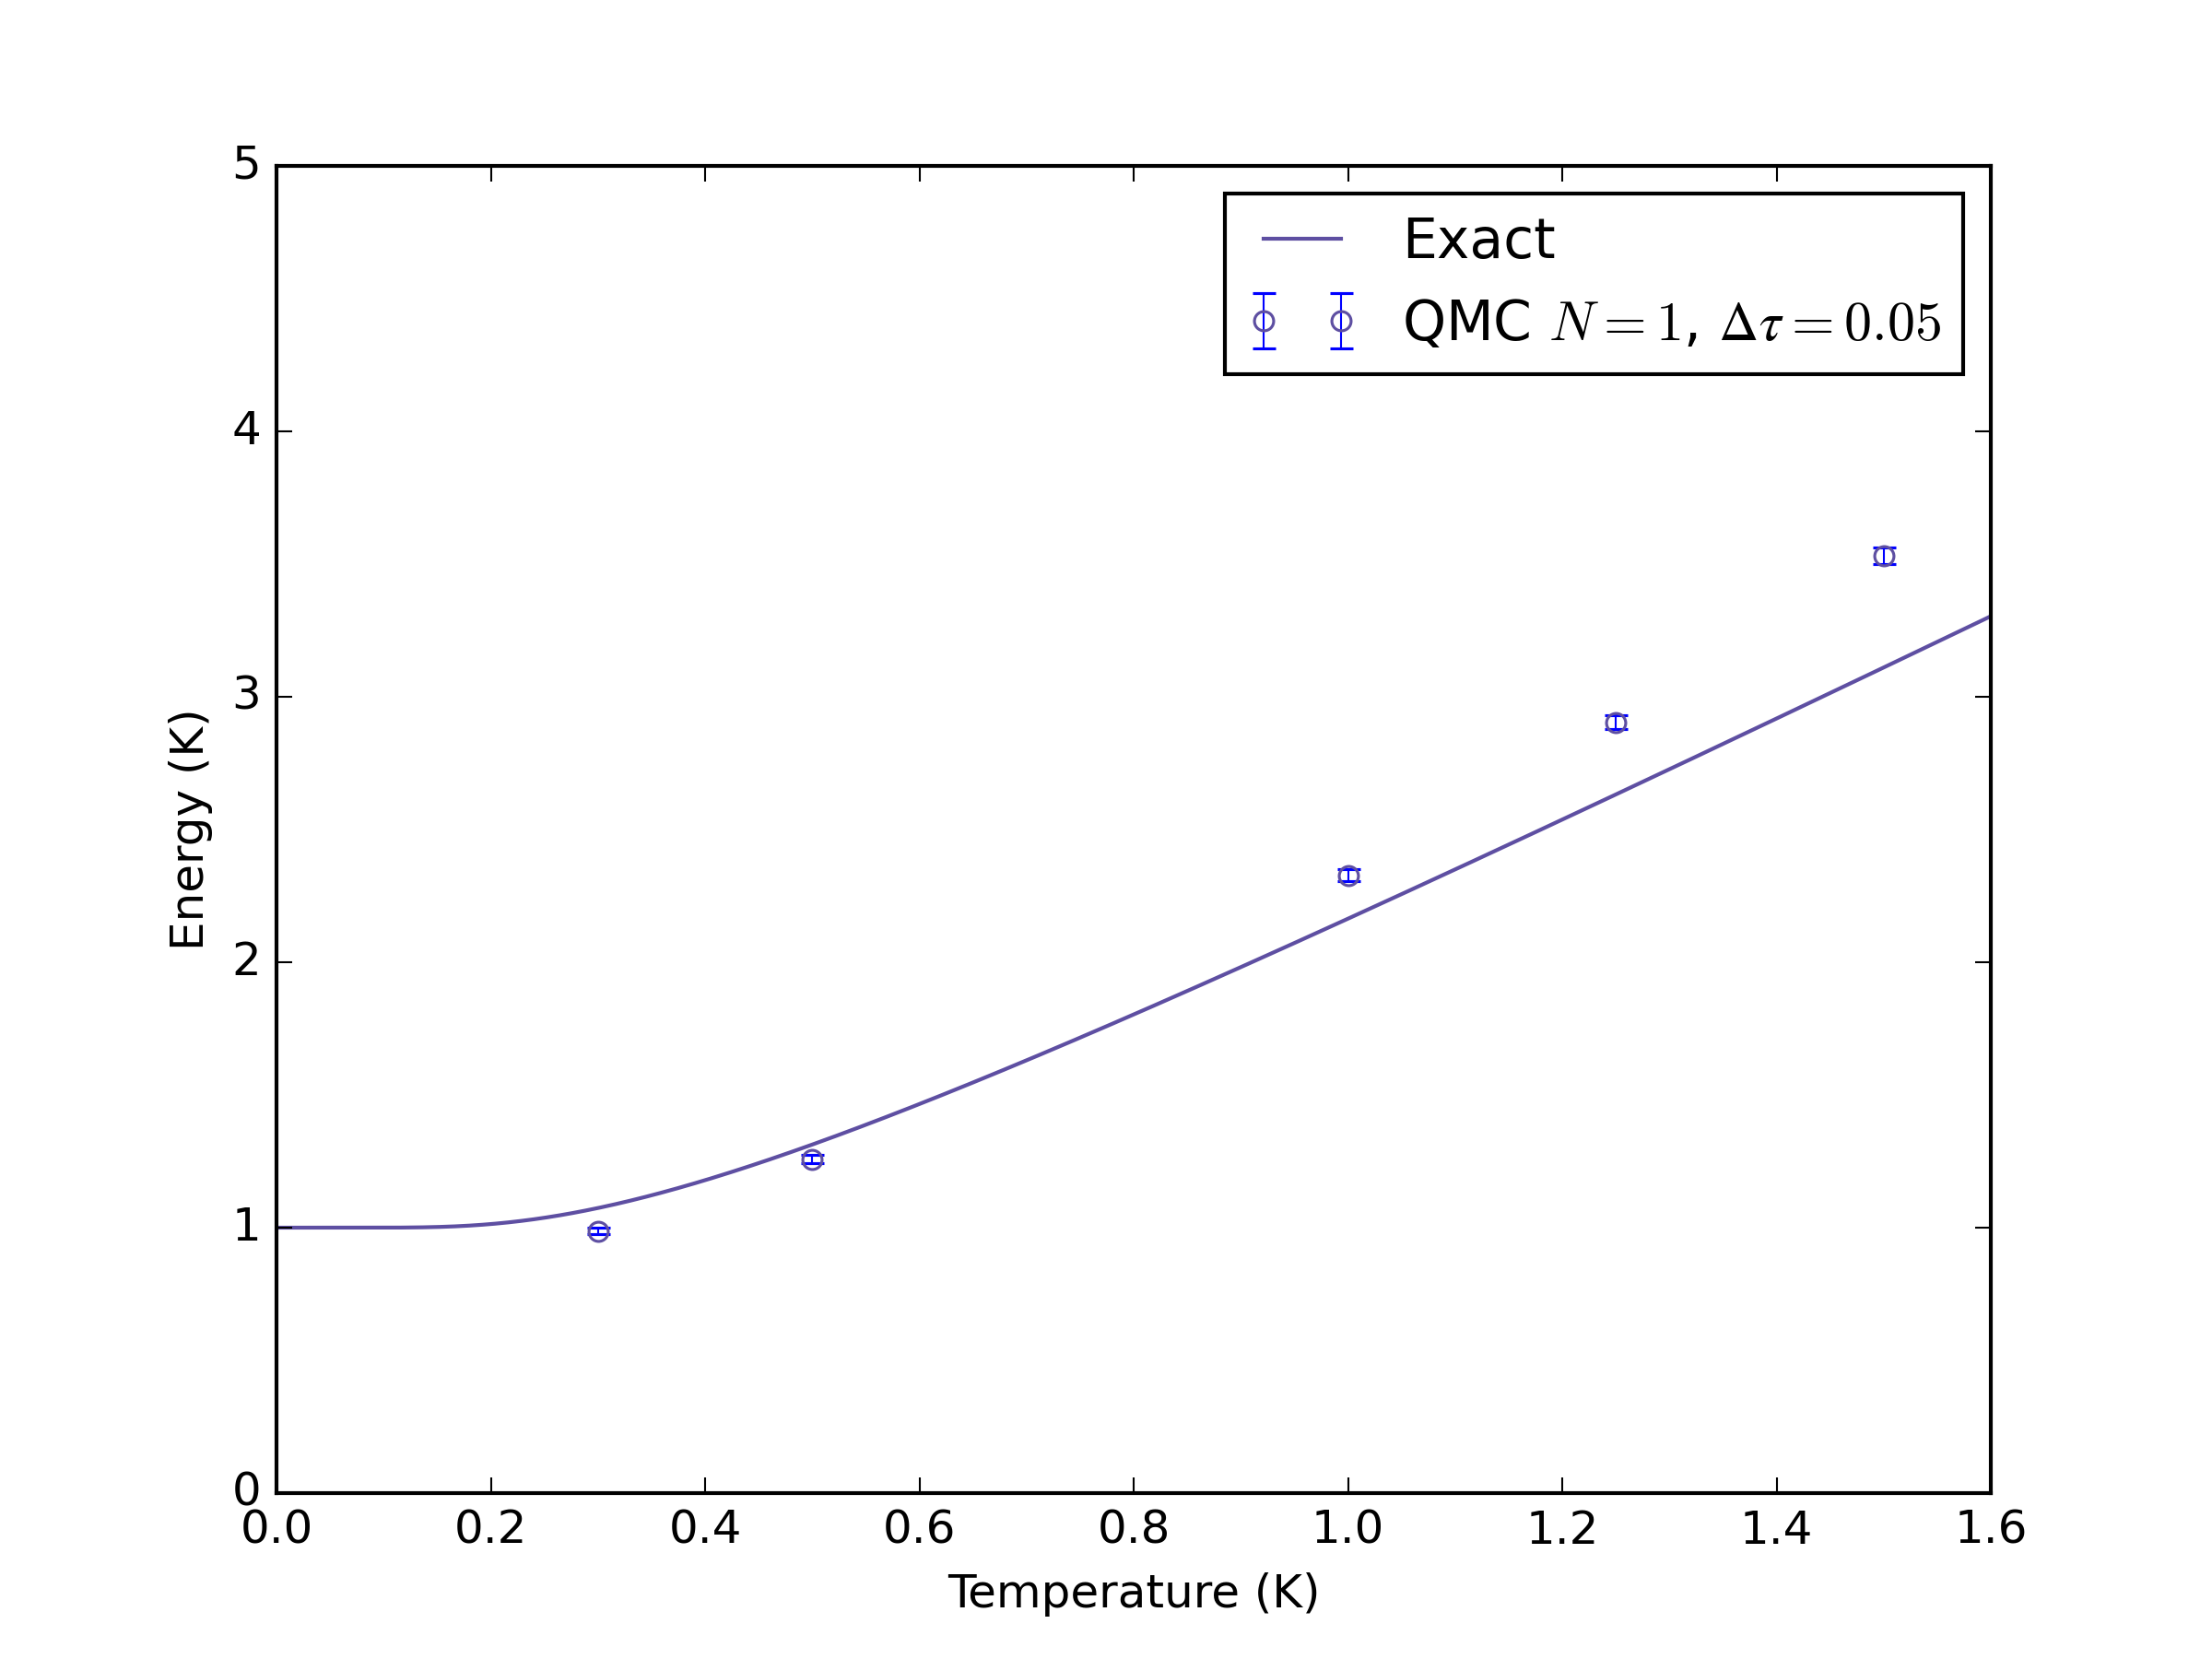 5
Exact
QMC N = 1, Δτ = 0.05
4
3
Energy (K)
2
1
0
0.0 0.2 0.4 0.6 0.8 1.0 1.2 1.4 1.6
Temperature (K)